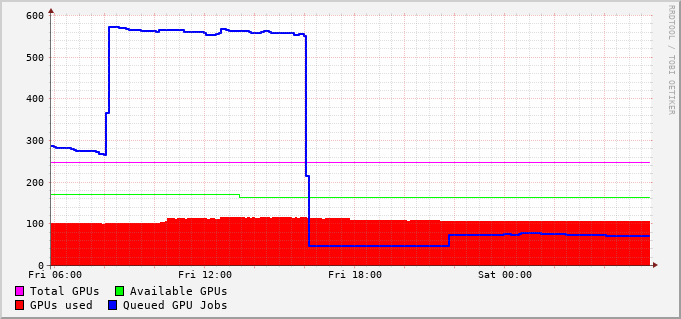 600
500
400
300
200
100
0
Fri 06:00 Fri 12:00 Fri 18:00 Sat 00:00
Total GPUs Available GPUs
GPUs used Queued GPU Jobs
RRDTOOL / TOBI OETIKER